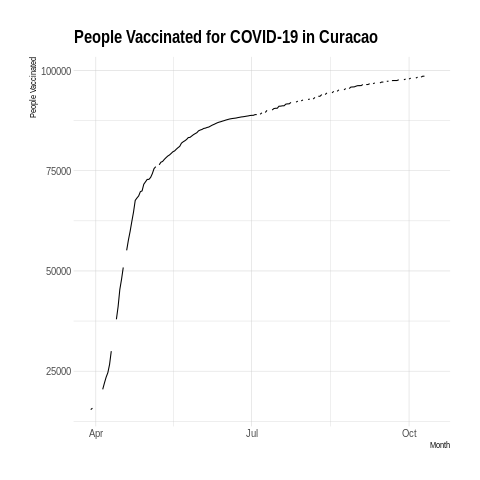 People Vaccinated for COVID-19 in Curacao
People Vaccinated
100000
75000
50000
25000
Apr
Jul
Oct
Month